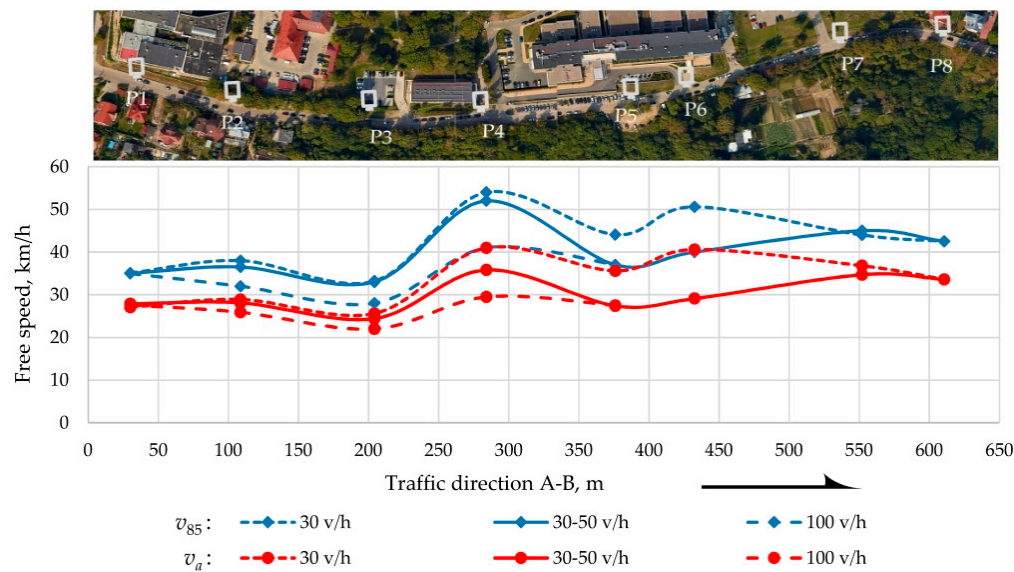 P1
P2
P3
P4
P5
P6
P7
P8
60
50
40
30
20
10
0
Free speed, km/h
0 50 100 150 200 250 300 350 400 450 500 550 600 650
Traffic direction A-B, m
v85: 30 v/h 30-50 v/h 100 v/h
va: 30 v/h 30-50 v/h 100 v/h